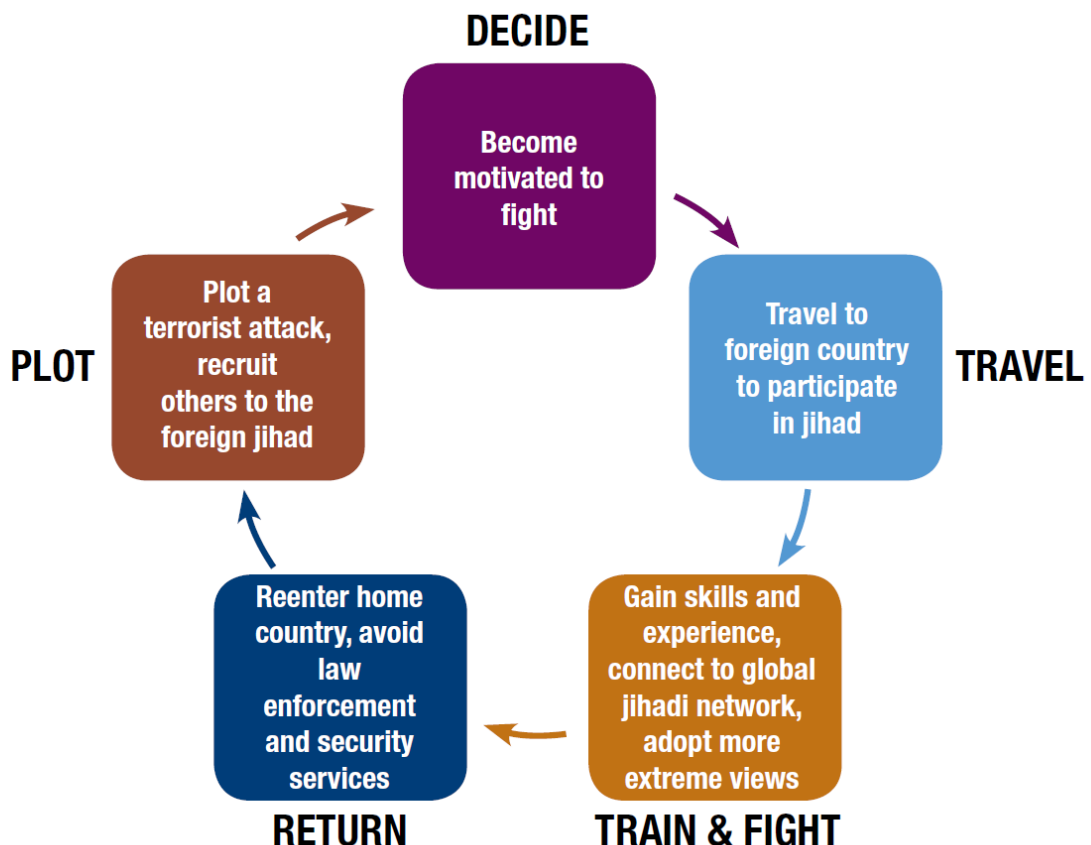 DECIDE
Become
motivated to
fight
Travel to
foreign country
to participate
in jihad
TRAVEL
Gain skills and
experience,
connect to global
jihadi network,
adopt more
extreme views
TRAIN & FIGHT
Reenter home
country, avoid
law
enforcement
and security
services
RETURN
Plot a
terrorist attack,
recruit
others to the
foreign jihad
PLOT